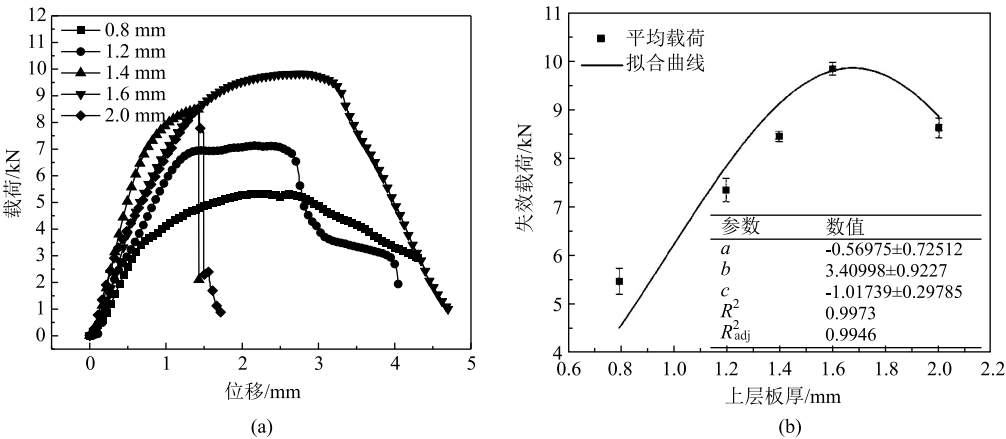 12
11
10
9
8
7
6
5
4
3
2
1
0
载荷/kN
0.8 mm
1.2 mm
1.4 mm
1.6 mm
2.0 mm
0 1 2 3 4 5
位移/mm
(a)
11
10
9
8
7
6
5
4
失效载荷/kN
平均载荷
拟合曲线
参数 数值
a -0.56975±0.72512
b 3.40998±0.9227
c -1.01739±0.29785
R² 0.9973
R²adj 0.9946
0.6 0.8 1.0 1.2 1.4 1.6 1.8 2.0 2.2
上层板厚/mm
(b)